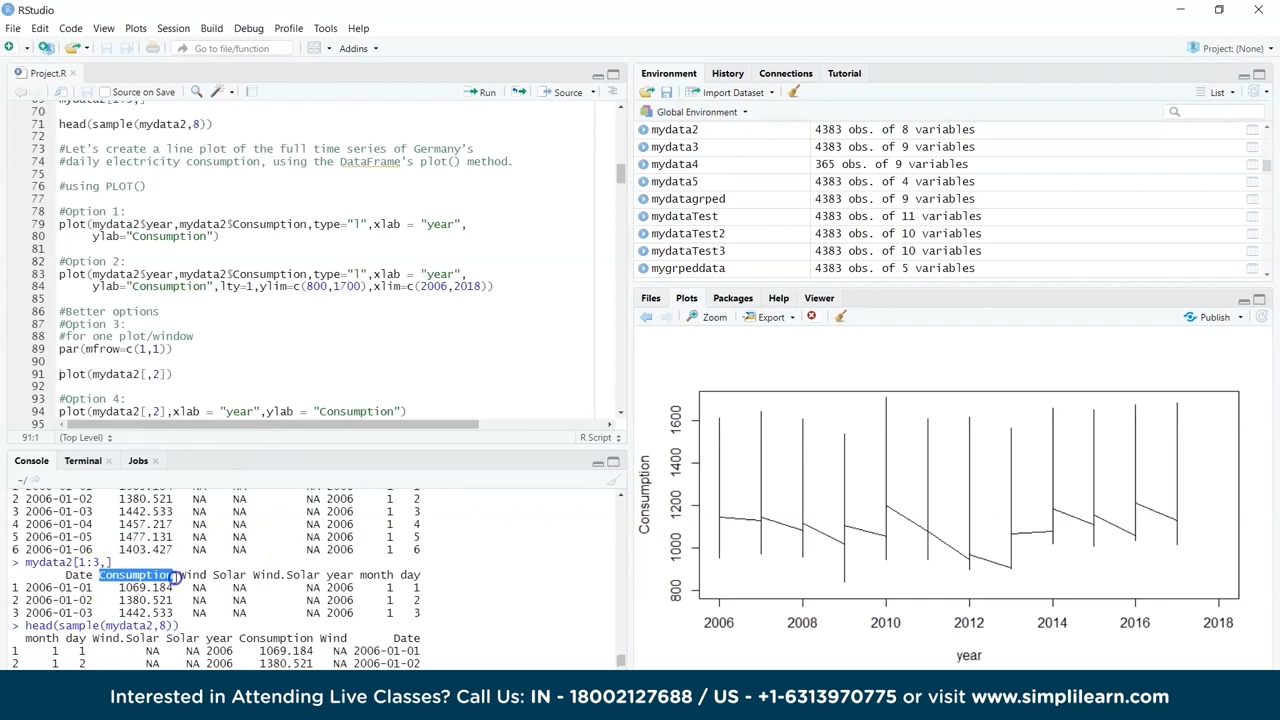 RStudio
File Edit Code View Plots Session Build Debug Profile Tools Help
Go to file/function Addins Project: (None)
Project.R
Source on Save Run Source
70
71 head(sample(mydata2,8))
72
73 #Let's create a line plot of the full time series of Germany's
74 #daily electricity consumption, using the DataFrame's plot() method.
75
76 #using PLOT()
77
78 #Option 1:
79 plot(mydata2$year,mydata2$Consumption,type="l",xlab = "year",
80 ylab="Consumption")
81
82 #Option 2:
83 plot(mydata2$year,mydata2$Consumption,type="l",xlab = "year",
84 ylab="Consumption",lty=1,ylim=c(800,1700),xlim=c(2006,2018))
85
86 #Better options
87 #Option 3:
88 #for one plot/window
89 par(mfrow=c(1,1))
90
91 plot(mydata2[,2])
92
93 #Option 4:
94 plot(mydata2[,2],xlab = "year",ylab = "Consumption")
95
91:1 (Top Level) R Script
Console Terminal Jobs
~/
2 2006-01-02 1380.521 NA NA NA 2006 1 2
3 2006-01-03 1442.533 NA NA NA 2006 1 3
4 2006-01-04 1457.217 NA NA NA 2006 1 4
5 2006-01-05 1477.131 NA NA NA 2006 1 5
6 2006-01-06 1403.427 NA NA NA 2006 1 6
> mydata2[1:3,]
Date Consumption Wind Solar Wind.Solar year month day
1 2006-01-01 1069.184 NA NA NA 2006 1 1
2 2006-01-02 1380.521 NA NA NA 2006 1 2
3 2006-01-03 1442.533 NA NA NA 2006 1 3
> head(sample(mydata2,8))
month day Wind.Solar Solar year Consumption Wind Date
1 1 1 NA NA 2006 1069.184 NA 2006-01-01
2 1 2 NA NA 2006 1380.521 NA 2006-01-02
Environment History Connections Tutorial
Import Dataset List
Global Environment
mydata2 4383 obs. of 8 variables
mydata3 4383 obs. of 9 variables
mydata4 365 obs. of 9 variables
mydata5 4383 obs. of 4 variables
mydatagrped 4383 obs. of 9 variables
mydataTest 4383 obs. of 11 variables
mydataTest2 4383 obs. of 10 variables
mydataTest3 4383 obs. of 10 variables
mygrpeddata 4383 obs. of 5 variables
Files Plots Packages Help Viewer
Zoom Export Publish
Consumption
1600
1400
1200
1000
800
2006 2008 2010 2012 2014 2016 2018
year
Interested in Attending Live Classes? Call Us: IN - 18002127688 / US - +1-6313970775 or visit www.simplilearn.com